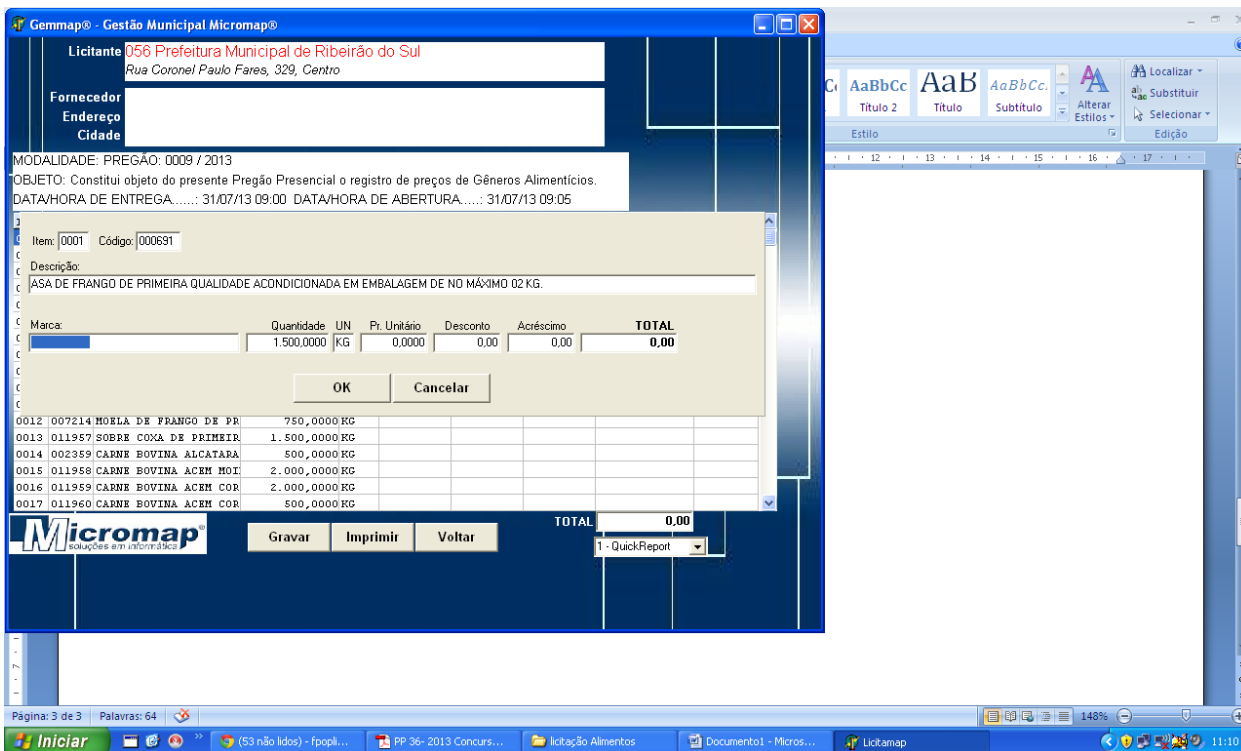 Gemmap® - Gestão Municipal Micromap®
Licitante 056 Prefeitura Municipal de Ribeirão do Sul
Rua Coronel Paulo Fares, 329, Centro
Fornecedor
Endereço
Cidade
MODALIDADE: PREGÃO: 0009 / 2013
OBJETO: Constitui objeto do presente Pregão Presencial o registro de preços de Gêneros Alimentícios.
DATA/HORA DE ENTREGA......: 31/07/13 09:00 DATA/HORA DE ABERTURA.....: 31/07/13 09:05
Item: 0001 Código: 000691
Descrição:
ASA DE FRANGO DE PRIMEIRA QUALIDADE ACONDICIONADA EM EMBALAGEM DE NO MÁXIMO 02 KG.
Marca: Quantidade UN Pr. Unitário Desconto Acréscimo TOTAL
1.500,0000 KG 0,0000 0,00 0,00 0,00
OK Cancelar
0012 007214 MOELA DE FRANGO DE PR 750,0000 KG
0013 011957 SOBRE COXA DE PRIMEIR 1.500,0000 KG
0014 002359 CARNE BOVINA ALCATARA 500,0000 KG
0015 011958 CARNE BOVINA ACEM MOI 2.000,0000 KG
0016 011959 CARNE BOVINA ACEM COR 2.000,0000 KG
0017 011960 CARNE BOVINA ACEM COR 500,0000 KG
Micromap®
soluções em informática
Gravar Imprimir Voltar
TOTAL 0,00
1 - QuickReport
AaBbCc AaB AaBbCc.
Título 2 Título Subtítulo
Alterar
Estilos
Localizar
Substituir
Selecionar
Estilo Edição
12 13 14 15 16 17
Página: 3 de 3 Palavras: 64 148%
Iniciar (53 não lidos) - fpopli... PP 36- 2013 Concurs... licitação Alimentos Documento1 - Micros... Licitamap 11:10